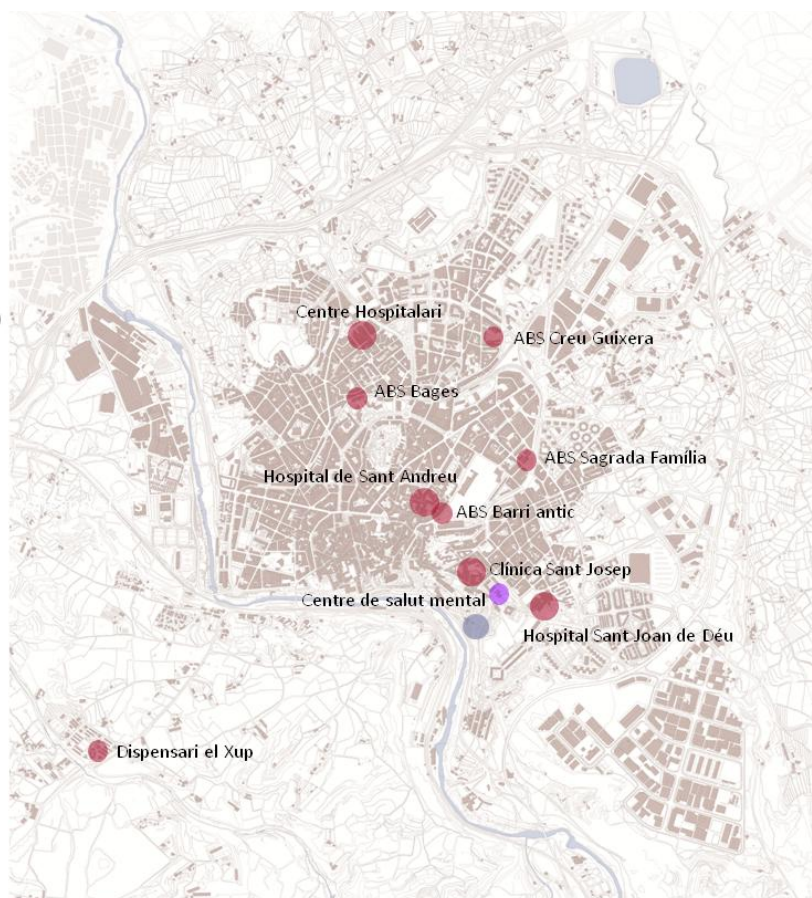 Centre Hospitalari
ABS Creu Guixera
ABS Bages
ABS Sagrada Família
Hospital de Sant Andreu
ABS Barri antic
Clínica Sant Josep
Centre de salut mental
Hospital Sant Joan de Déu
Dispensari el Xup